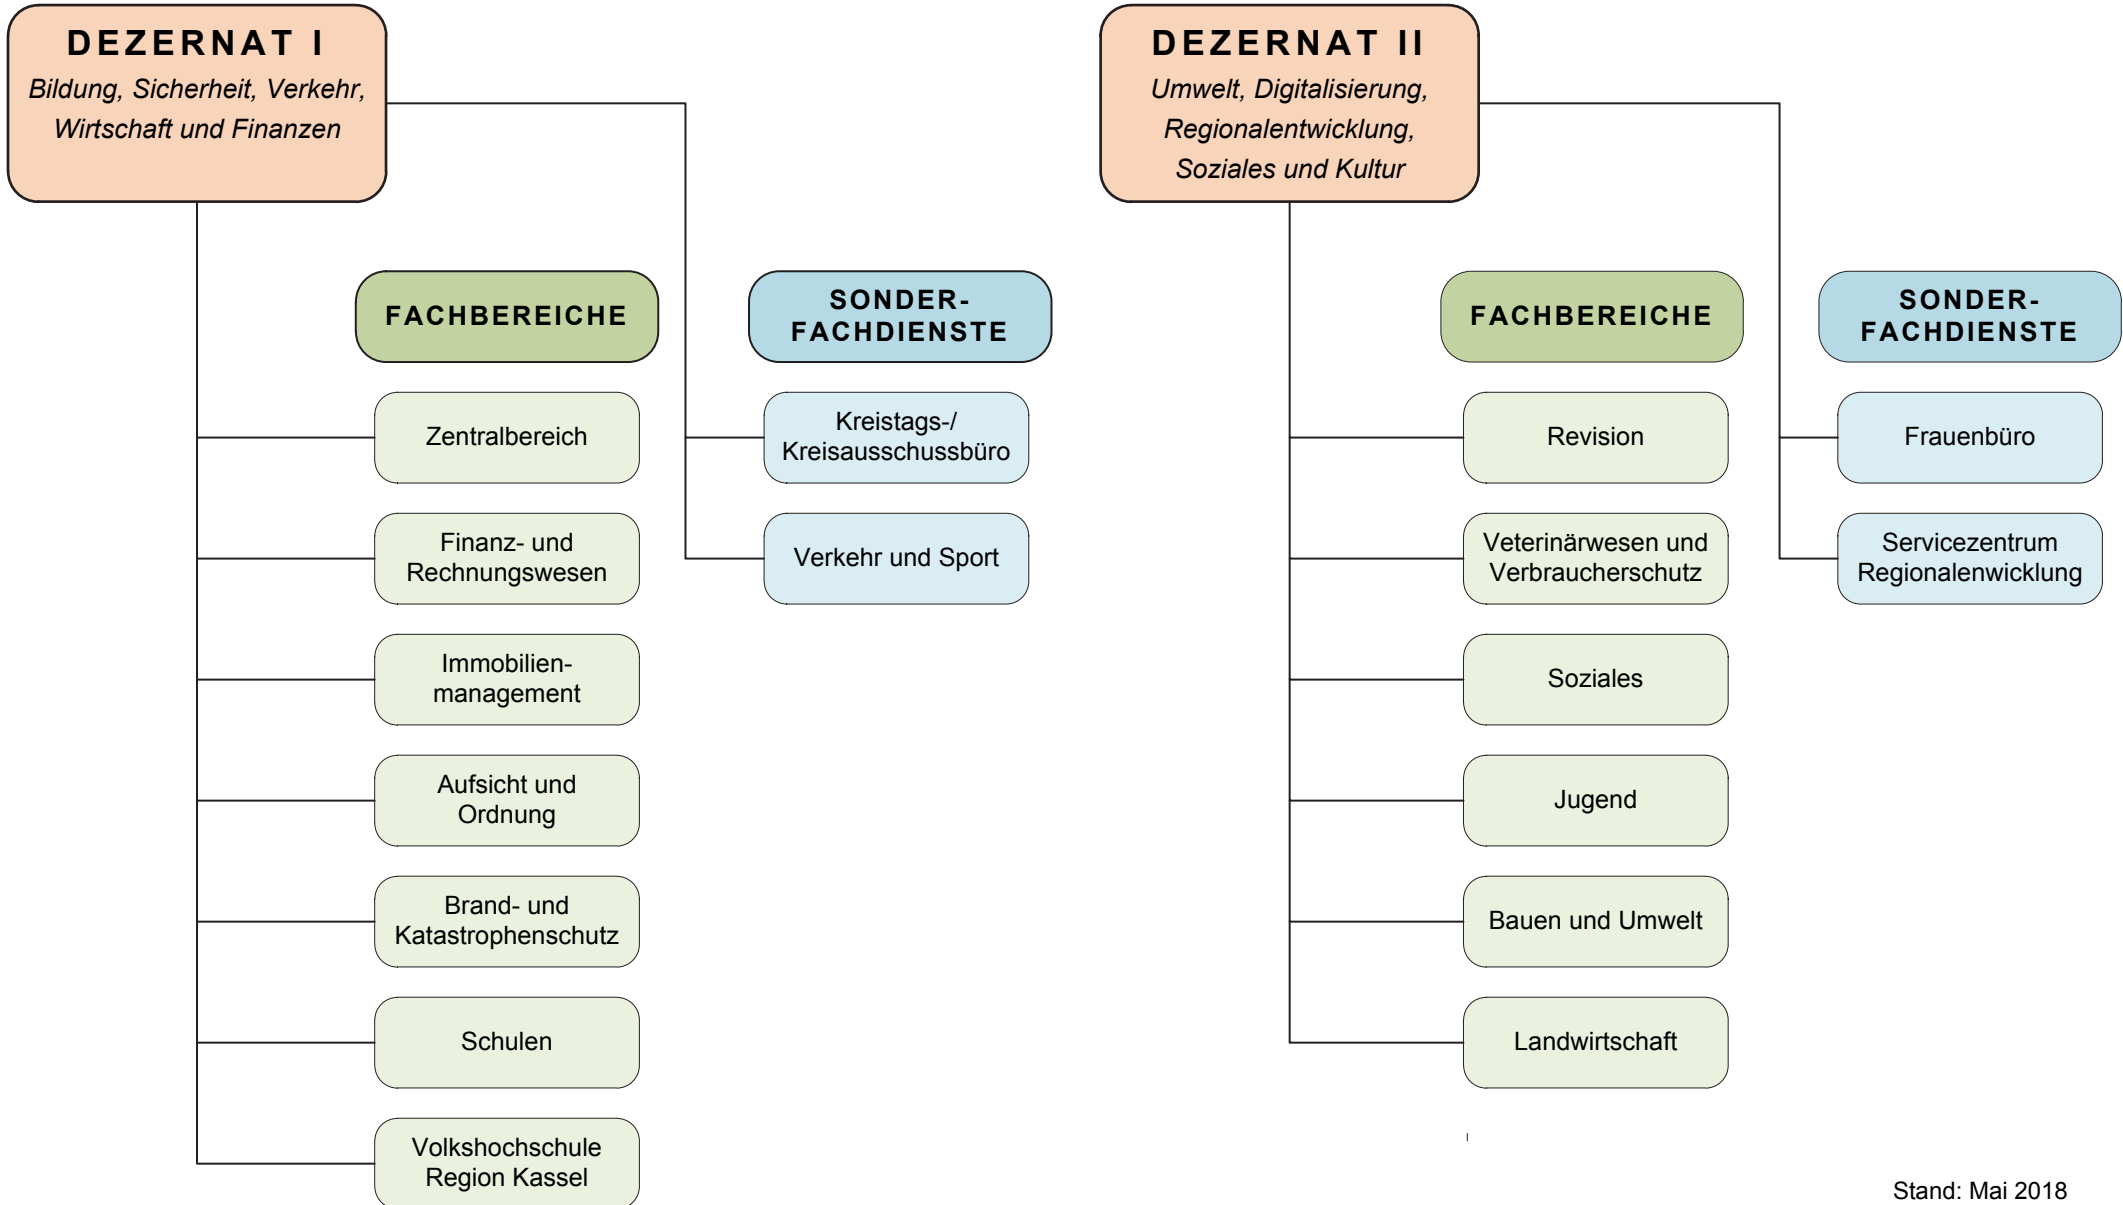 DEZERNAT I
Bildung, Sicherheit, Verkehr,
Wirtschaft und Finanzen
FACHBEREICHE
Zentralbereich
Finanz- und
Rechnungswesen
Immobilien-
management
Aufsicht und
Ordnung
Brand- und
Katastrophenschutz
Schulen
Volkshochschule
Region Kassel
SONDER-
FACHDIENSTE
Kreistags-/
Kreisausschussbüro
Verkehr und Sport
DEZERNAT II
Umwelt, Digitalisierung,
Regionalentwicklung,
Soziales und Kultur
FACHBEREICHE
Revision
Veterinärwesen und
Verbraucherschutz
Soziales
Jugend
Bauen und Umwelt
Landwirtschaft
SONDER-
FACHDIENSTE
Frauenbüro
Servicezentrum
Regionalenwicklung
Stand: Mai 2018